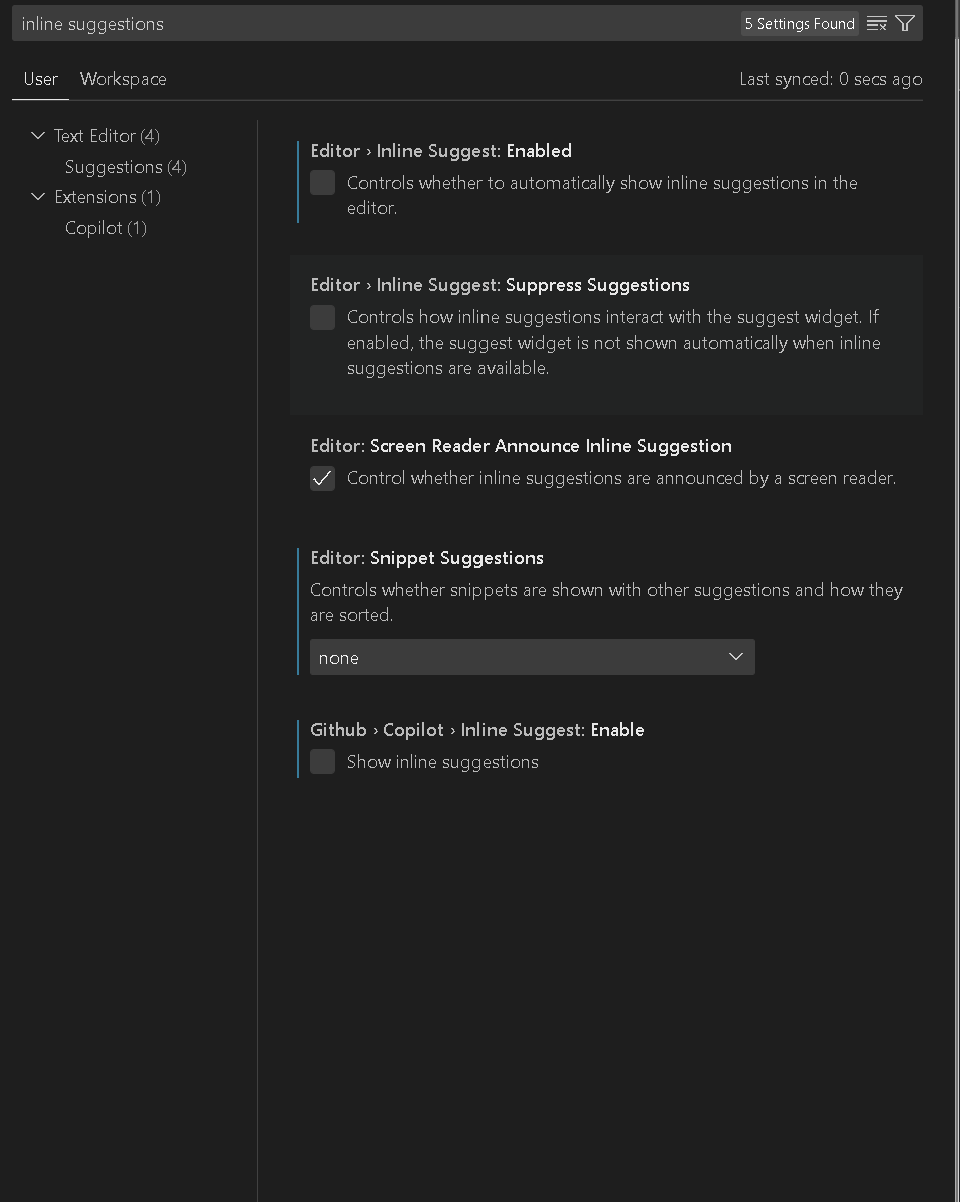 inline suggestions
5 Settings Found
User Workspace
Last synced: 0 secs ago
Text Editor (4)
Suggestions (4)
Extensions (1)
Copilot (1)
Editor › Inline Suggest: Enabled
Controls whether to automatically show inline suggestions in the
editor.
Editor › Inline Suggest: Suppress Suggestions
Controls how inline suggestions interact with the suggest widget. If
enabled, the suggest widget is not shown automatically when inline
suggestions are available.
Editor: Screen Reader Announce Inline Suggestion
Control whether inline suggestions are announced by a screen reader.
Editor: Snippet Suggestions
Controls whether snippets are shown with other suggestions and how they
are sorted.
none
Github › Copilot › Inline Suggest: Enable
Show inline suggestions